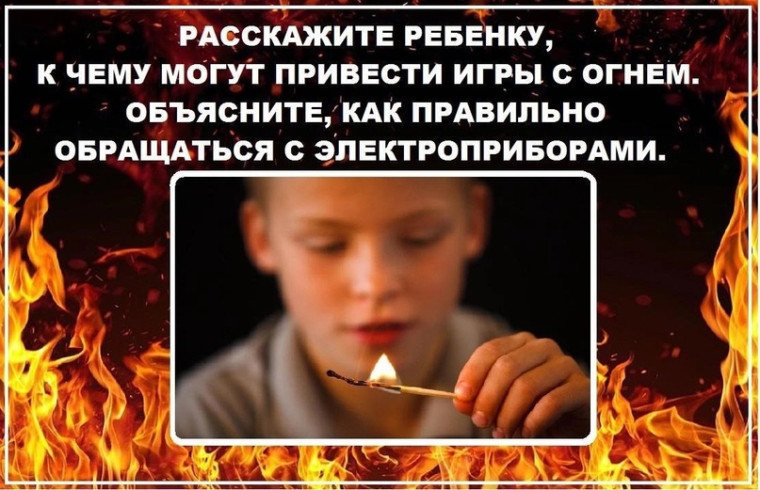 РАССКАЖИТЕ РЕБЕНКУ,
К ЧЕМУ МОГУТ ПРИВЕСТИ ИГРЫ С ОГНЕМ.
ОБЪЯСНИТЕ, КАК ПРАВИЛЬНО
ОБРАЩАТЬСЯ С ЭЛЕКТРОПРИБОРАМИ.